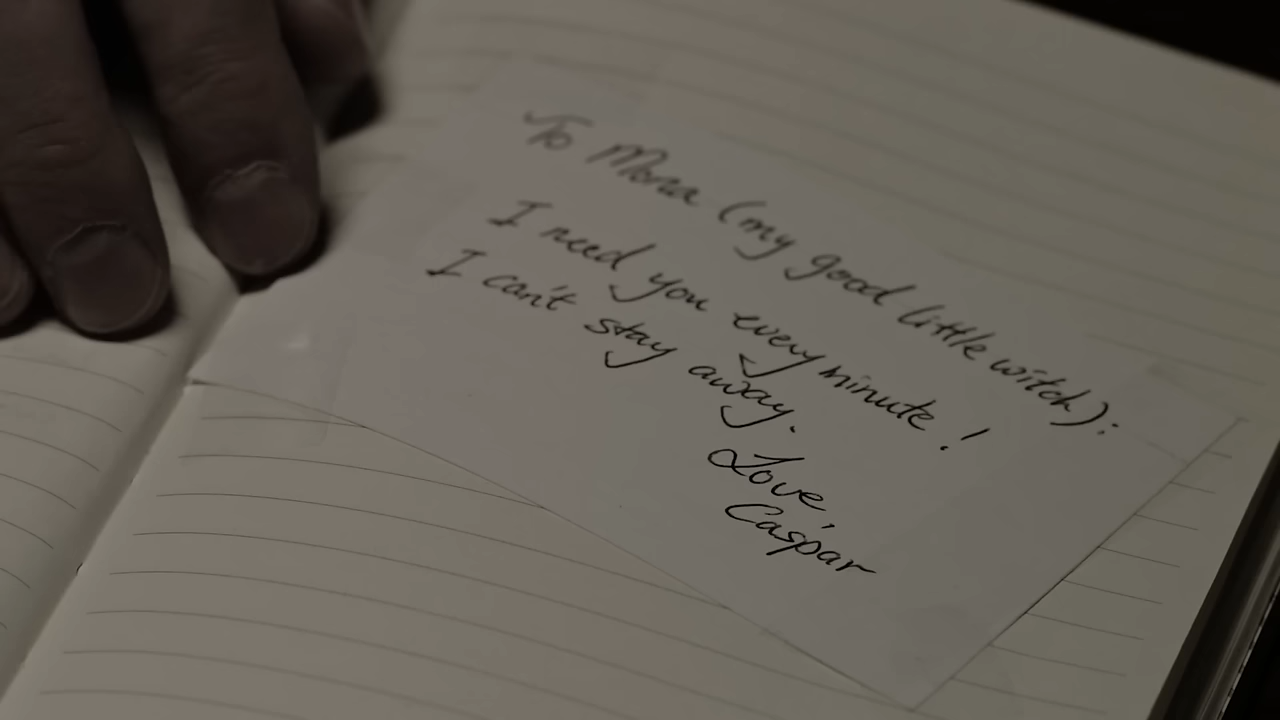 To Mona (my good little witch):
I need you every minute!
I can't stay away.
Love,
Caspar